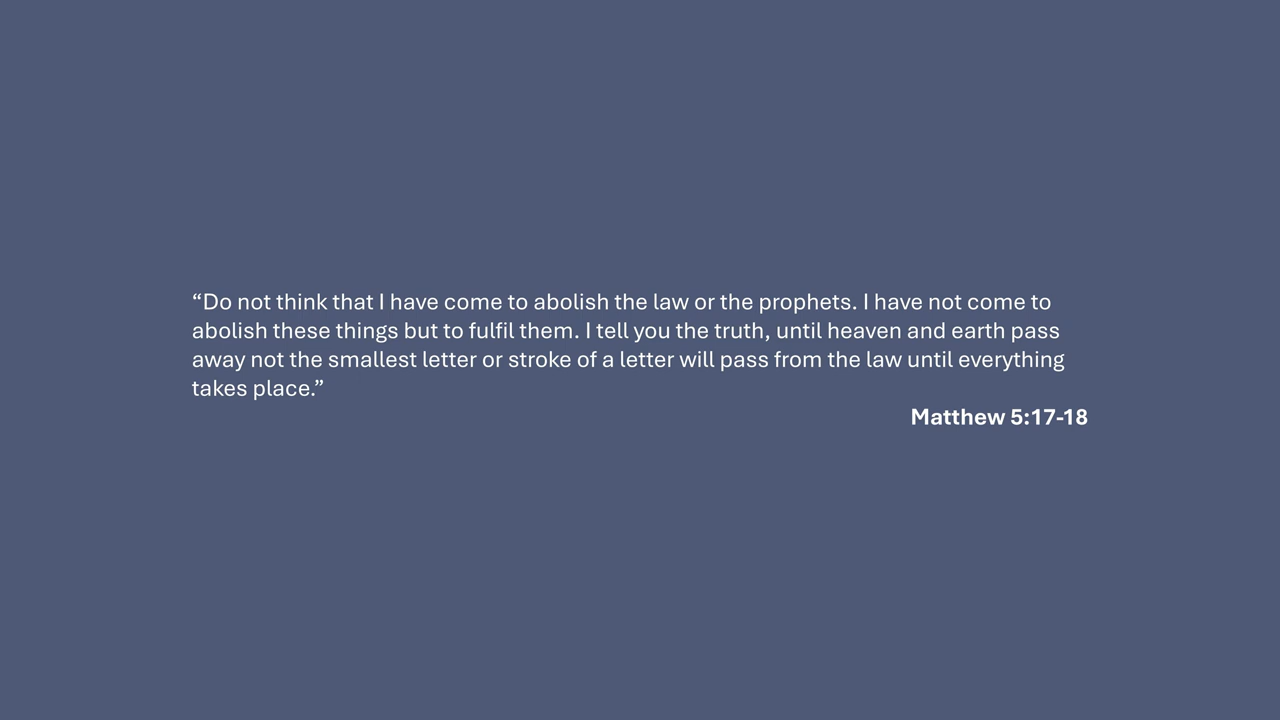 “Do not think that I have come to abolish the law or the prophets. I have not come to
abolish these things but to fulfil them. I tell you the truth, until heaven and earth pass
away not the smallest letter or stroke of a letter will pass from the law until everything
takes place.”
Matthew 5:17-18